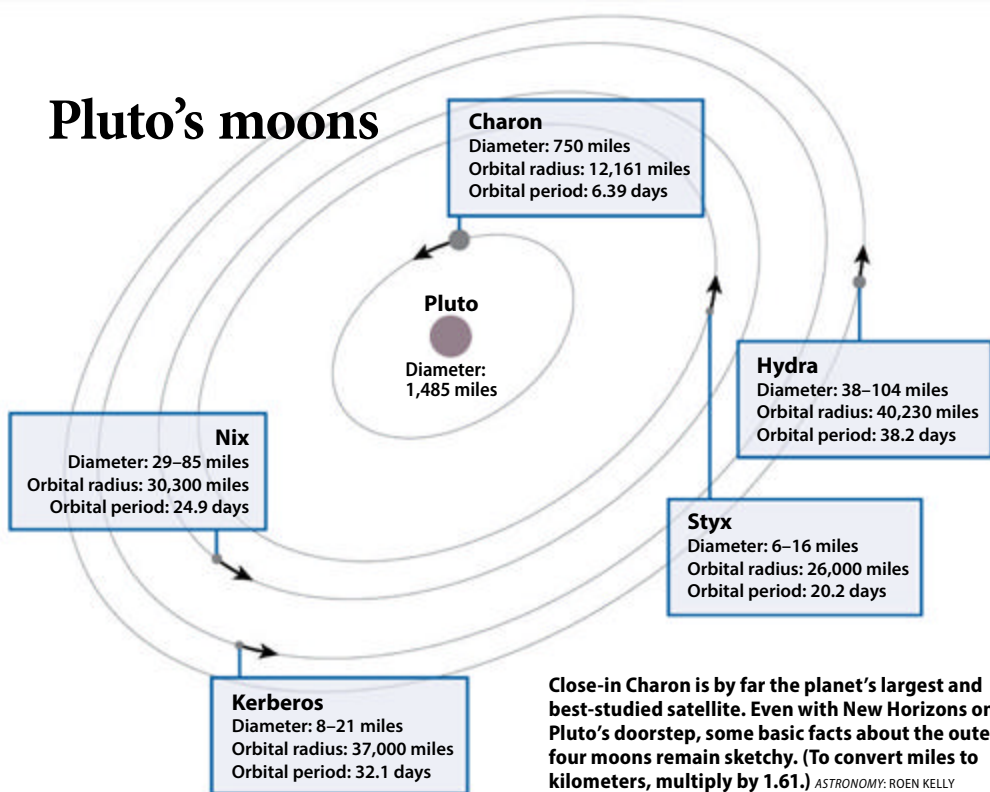 Pluto’s moons
Charon
Diameter: 750 miles
Orbital radius: 12,161 miles
Orbital period: 6.39 days
Pluto
Diameter:
1,485 miles
Hydra
Diameter: 38–104 miles
Orbital radius: 40,230 miles
Orbital period: 38.2 days
Nix
Diameter: 29–85 miles
Orbital radius: 30,300 miles
Orbital period: 24.9 days
Styx
Diameter: 6–16 miles
Orbital radius: 26,000 miles
Orbital period: 20.2 days
Kerberos
Diameter: 8–21 miles
Orbital radius: 37,000 miles
Orbital period: 32.1 days
Close-in Charon is by far the planet’s largest and
best-studied satellite. Even with New Horizons on
Pluto’s doorstep, some basic facts about the oute
four moons remain sketchy. (To convert miles to
kilometers, multiply by 1.61.) ASTRONOMY: ROEN KELLY